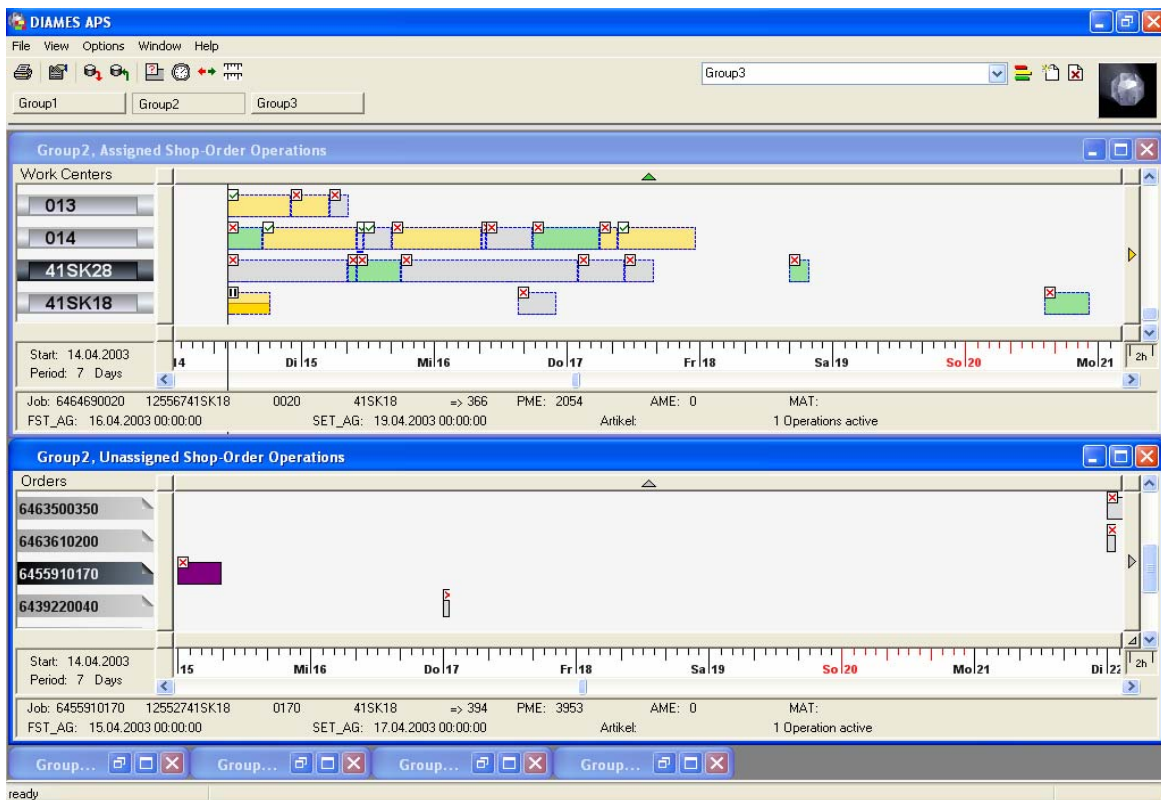 DIAMES APS
File View Options Window Help
Group3
Group1 Group2 Group3
Group2, Assigned Shop-Order Operations
Work Centers
013
014
41SK28
41SK18
Start: 14.04.2003
Period: 7 Days
14 Di 15 Mi 16 Do 17 Fr 18 Sa 19 So 20 Mo 21 2h
Job: 6464690020 12556741SK18 0020 41SK18 => 366 PME: 2054 AME: 0 MAT:
FST_AG: 16.04.2003 00:00:00 SET_AG: 19.04.2003 00:00:00 Artikel: 1 Operations active
Group2, Unassigned Shop-Order Operations
Orders
6463500350
6463610200
6455910170
6439220040
Start: 14.04.2003
Period: 7 Days
15 Mi 16 Do 17 Fr 18 Sa 19 So 20 Mo 21 Di 22 2h
Job: 6455910170 12552741SK18 0170 41SK18 => 394 PME: 3953 AME: 0 MAT:
FST_AG: 15.04.2003 00:00:00 SET_AG: 17.04.2003 00:00:00 Artikel: 1 Operation active
Group... Group... Group... Group...
ready